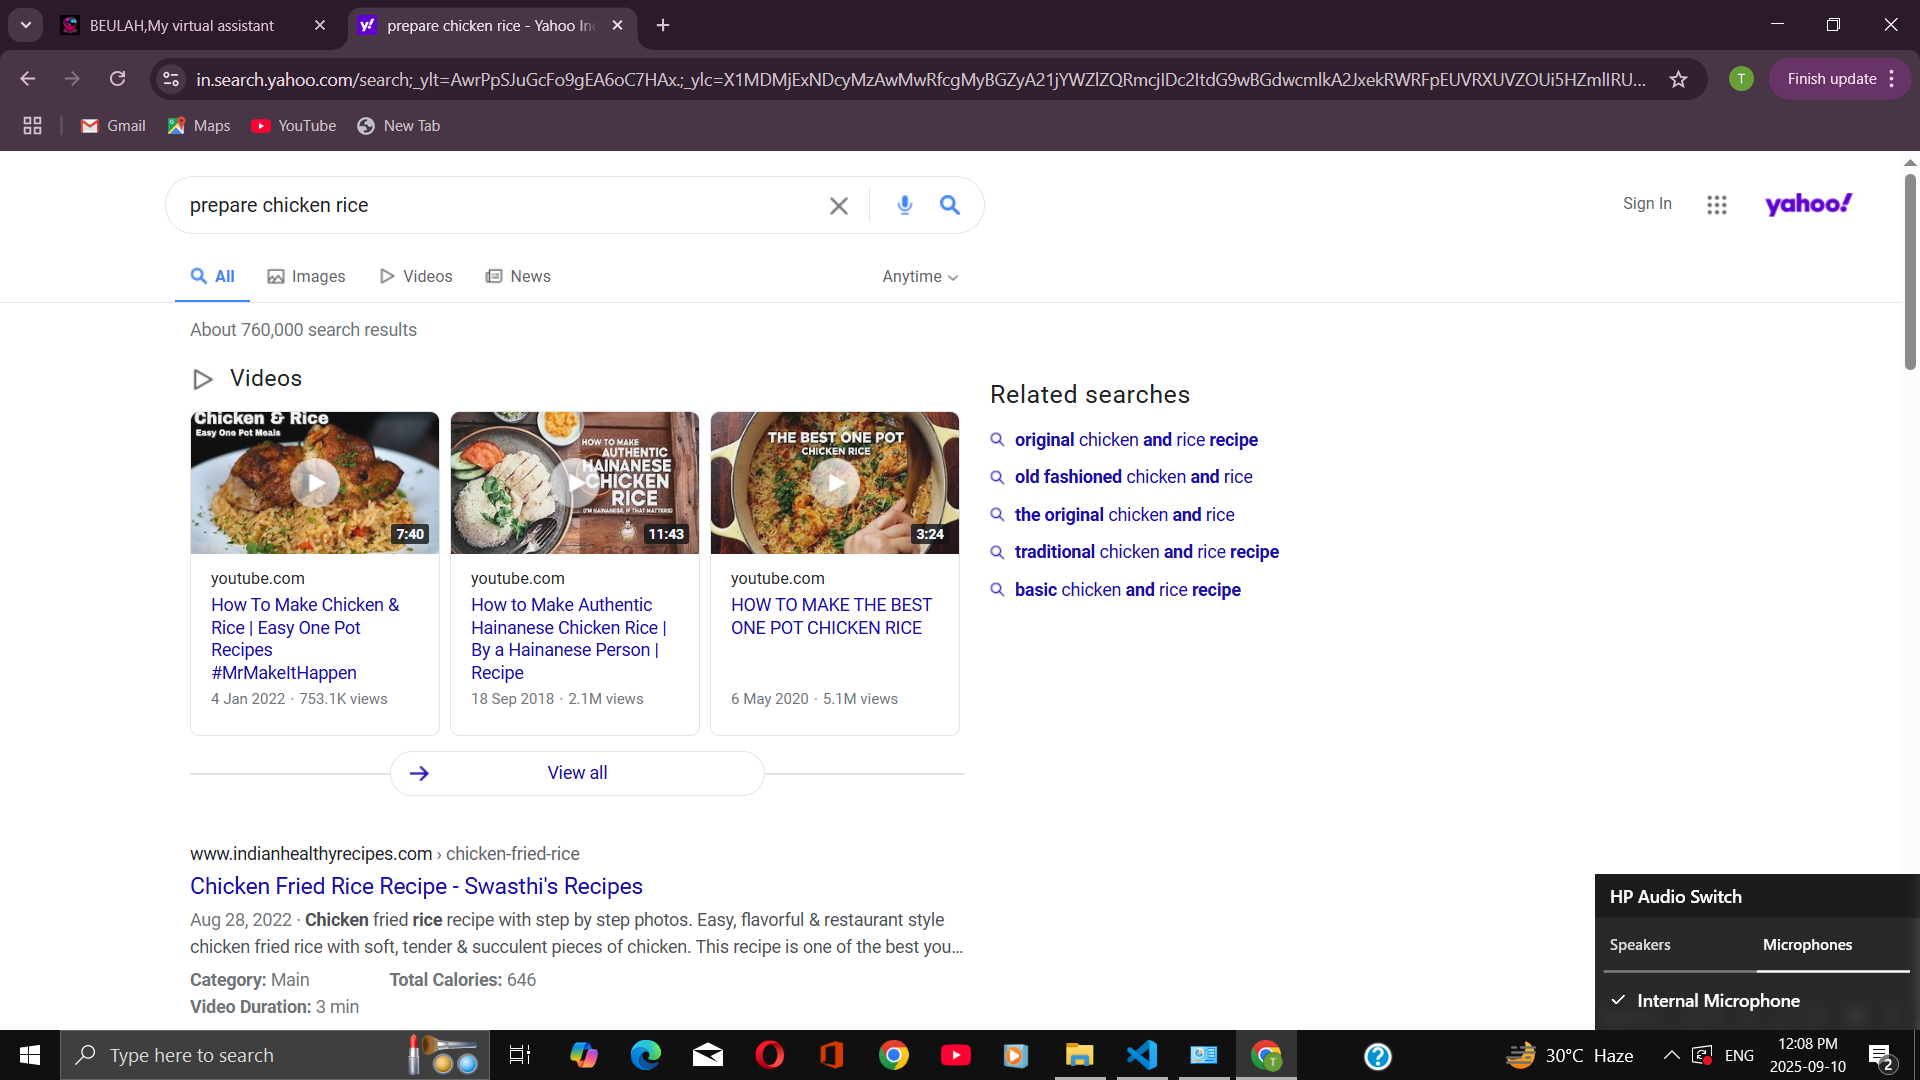 BEULAH,My virtual assistant
prepare chicken rice - Yahoo In
in.search.yahoo.com/search;_ylt=AwrPpSJuGcFo9gEA6oC7HAx.;_ylc=X1MDMjExNDcyMzAwMwRfcgMyBGZyA21jYWZlZQRmcjIDc2ItdG9wBGdwcmlkA2JxekRWRFpEUVRXUVZOUi5HZmlIRU...
T
Finish update
Gmail
Maps
YouTube
New Tab
prepare chicken rice
Sign In
yahoo!
All
Images
Videos
News
Anytime
About 760,000 search results
Videos
Chicken & Rice
Easy One Pot Meals
7:40
youtube.com
How To Make Chicken &
Rice | Easy One Pot
Recipes
#MrMakeItHappen
4 Jan 2022 · 753.1K views
HOW TO MAKE
AUTHENTIC
HAINANESE
CHICKEN
RICE
(I'M HAINANESE, IF THAT MATTERS)
11:43
youtube.com
How to Make Authentic
Hainanese Chicken Rice |
By a Hainanese Person |
Recipe
18 Sep 2018 · 2.1M views
THE BEST ONE POT
CHICKEN RICE
3:24
youtube.com
HOW TO MAKE THE BEST
ONE POT CHICKEN RICE
6 May 2020 · 5.1M views
View all
Related searches
original chicken and rice recipe
old fashioned chicken and rice
the original chicken and rice
traditional chicken and rice recipe
basic chicken and rice recipe
www.indianhealthyrecipes.com › chicken-fried-rice
Chicken Fried Rice Recipe - Swasthi's Recipes
Aug 28, 2022 · Chicken fried rice recipe with step by step photos. Easy, flavorful & restaurant style
chicken fried rice with soft, tender & succulent pieces of chicken. This recipe is one of the best you...
Category: Main
Total Calories: 646
Video Duration: 3 min
HP Audio Switch
Speakers
Microphones
Internal Microphone
Type here to search
T
30°C Haze
ENG
12:08 PM
2025-09-10
2